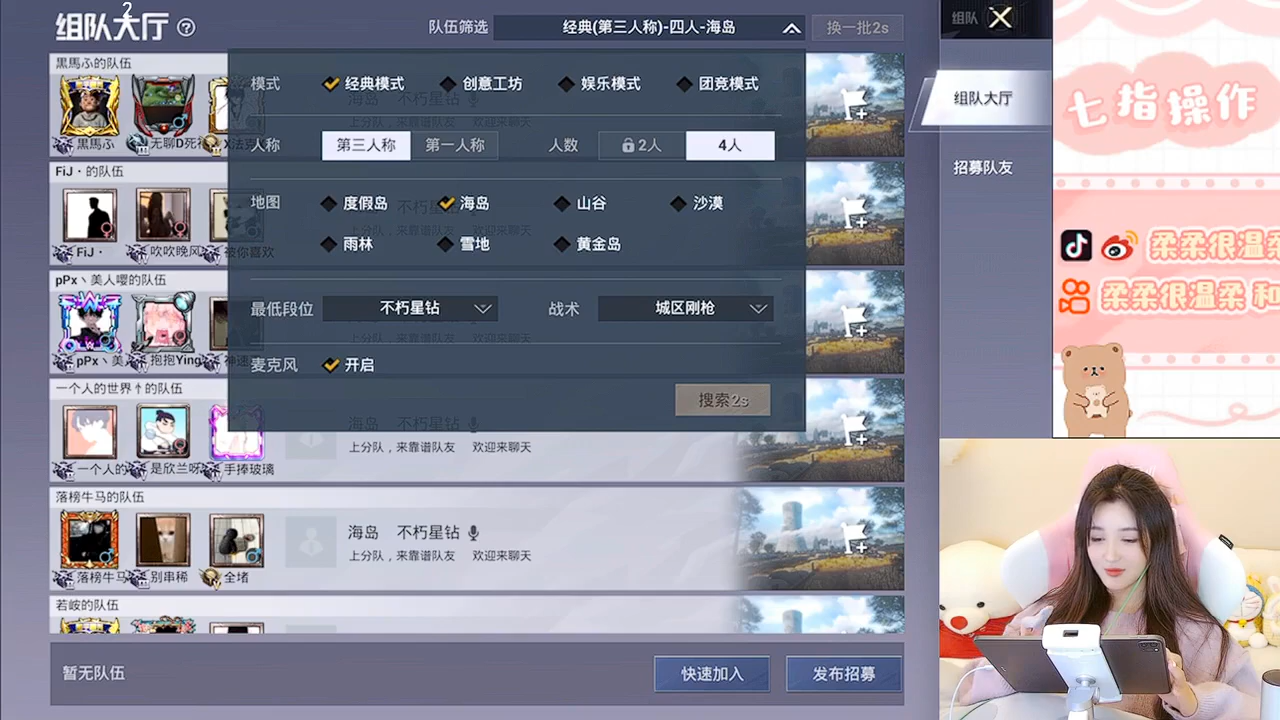 组队大厅
2
队伍筛选 经典(第三人称)-四人-海岛 换一批2s
组队
组队大厅
招募队友
模式 经典模式 创意工坊 娱乐模式 团竞模式
人称 第三人称 第一人称 人数 2人 4人
地图 度假岛 海岛 山谷 沙漠
雨林 雪地 黄金岛
最低段位 不朽星钻 战术 城区刚枪
麦克风 开启
搜索2s
黒馬ふ的队伍
黒馬ふ 无聊D死
FiJ·的队伍
FiJ· 吹吹晚风 被你喜欢
pPx丶美人嘤的队伍
pPx丶美 抱抱Ying 神速
一个人的世界†的队伍
一个人的 是欣兰呀 手捧玻璃
海岛 不朽星钻
上分队，来靠谱队友 欢迎来聊天
落榜牛马的队伍
落榜牛马 别串稀 全堵
海岛 不朽星钻
上分队，来靠谱队友 欢迎来聊天
若岐的队伍
暂无队伍 快速加入 发布招募
七指操作
柔柔很温柔
柔柔很温柔 和